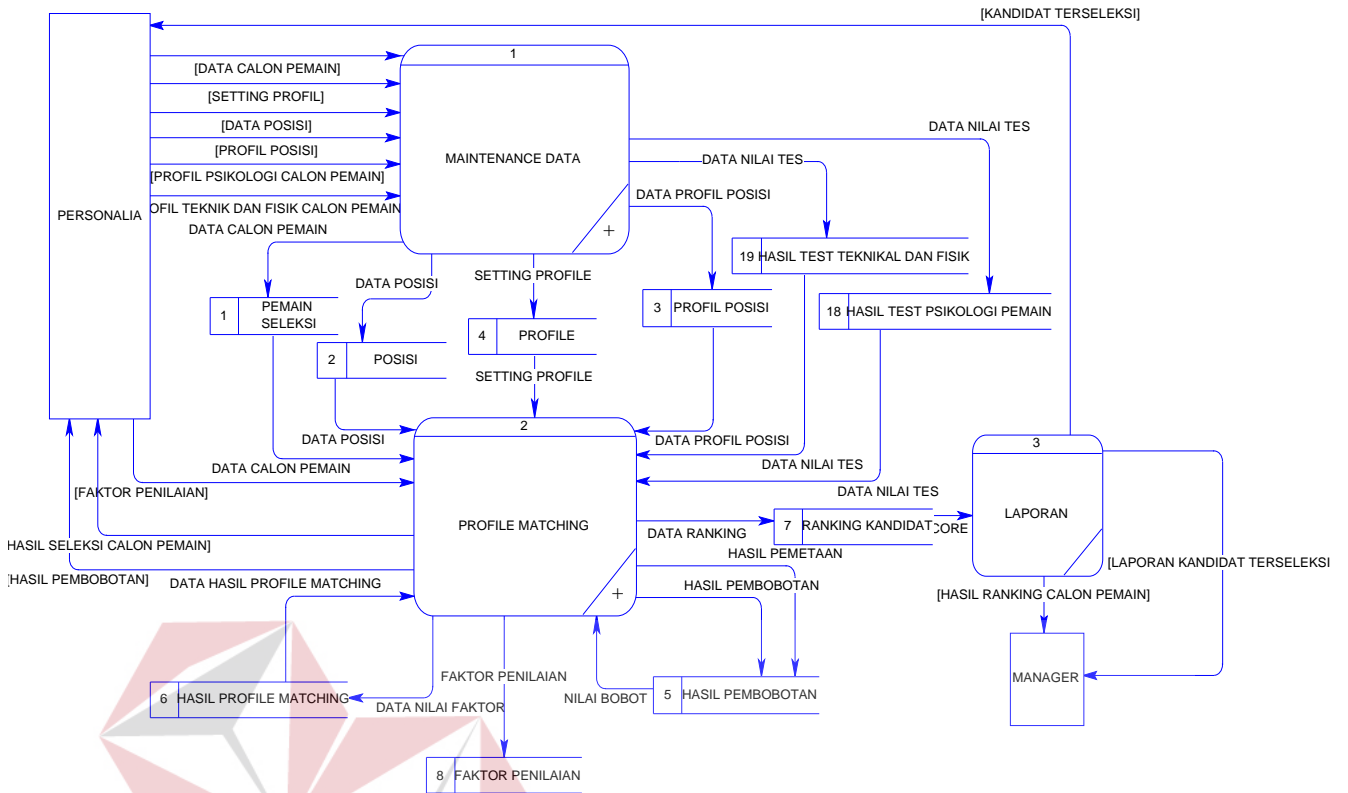 [KANDIDAT TERSELEKSI]
1
[DATA CALON PEMAIN]
[SETTING PROFIL]
[DATA POSISI]
[PROFIL POSISI]
[PROFIL PSIKOLOGI CALON PEMAIN]
OFIL TEKNIK DAN FISIK CALON PEMAIN
PERSONALIA
MAINTENANCE DATA
+
DATA NILAI TES
DATA NILAI TES
DATA PROFIL POSISI
DATA CALON PEMAIN
DATA POSISI
SETTING PROFILE
19 HASIL TEST TEKNIKAL DAN FISIK
1 PEMAIN
SELEKSI
2 POSISI
4 PROFILE
3 PROFIL POSISI
18 HASIL TEST PSIKOLOGI PEMAIN
SETTING PROFILE
2
DATA POSISI
DATA PROFIL POSISI
DATA CALON PEMAIN
DATA NILAI TES
[FAKTOR PENILAIAN]
DATA NILAI TES
3
PROFILE MATCHING
+
DATA RANKING
7 RANKING KANDIDAT
CORE
LAPORAN
HASIL SELEKSI CALON PEMAIN]
[HASIL PEMBOBOTAN]
DATA HASIL PROFILE MATCHING
HASIL PEMETAAN
HASIL PEMBOBOTAN
[LAPORAN KANDIDAT TERSELEKSI
[HASIL RANKING CALON PEMAIN]
FAKTOR PENILAIAN
MANAGER
6 HASIL PROFILE MATCHING
DATA NILAI FAKTOR
NILAI BOBOT
5 HASIL PEMBOBOTAN
8 FAKTOR PENILAIAN